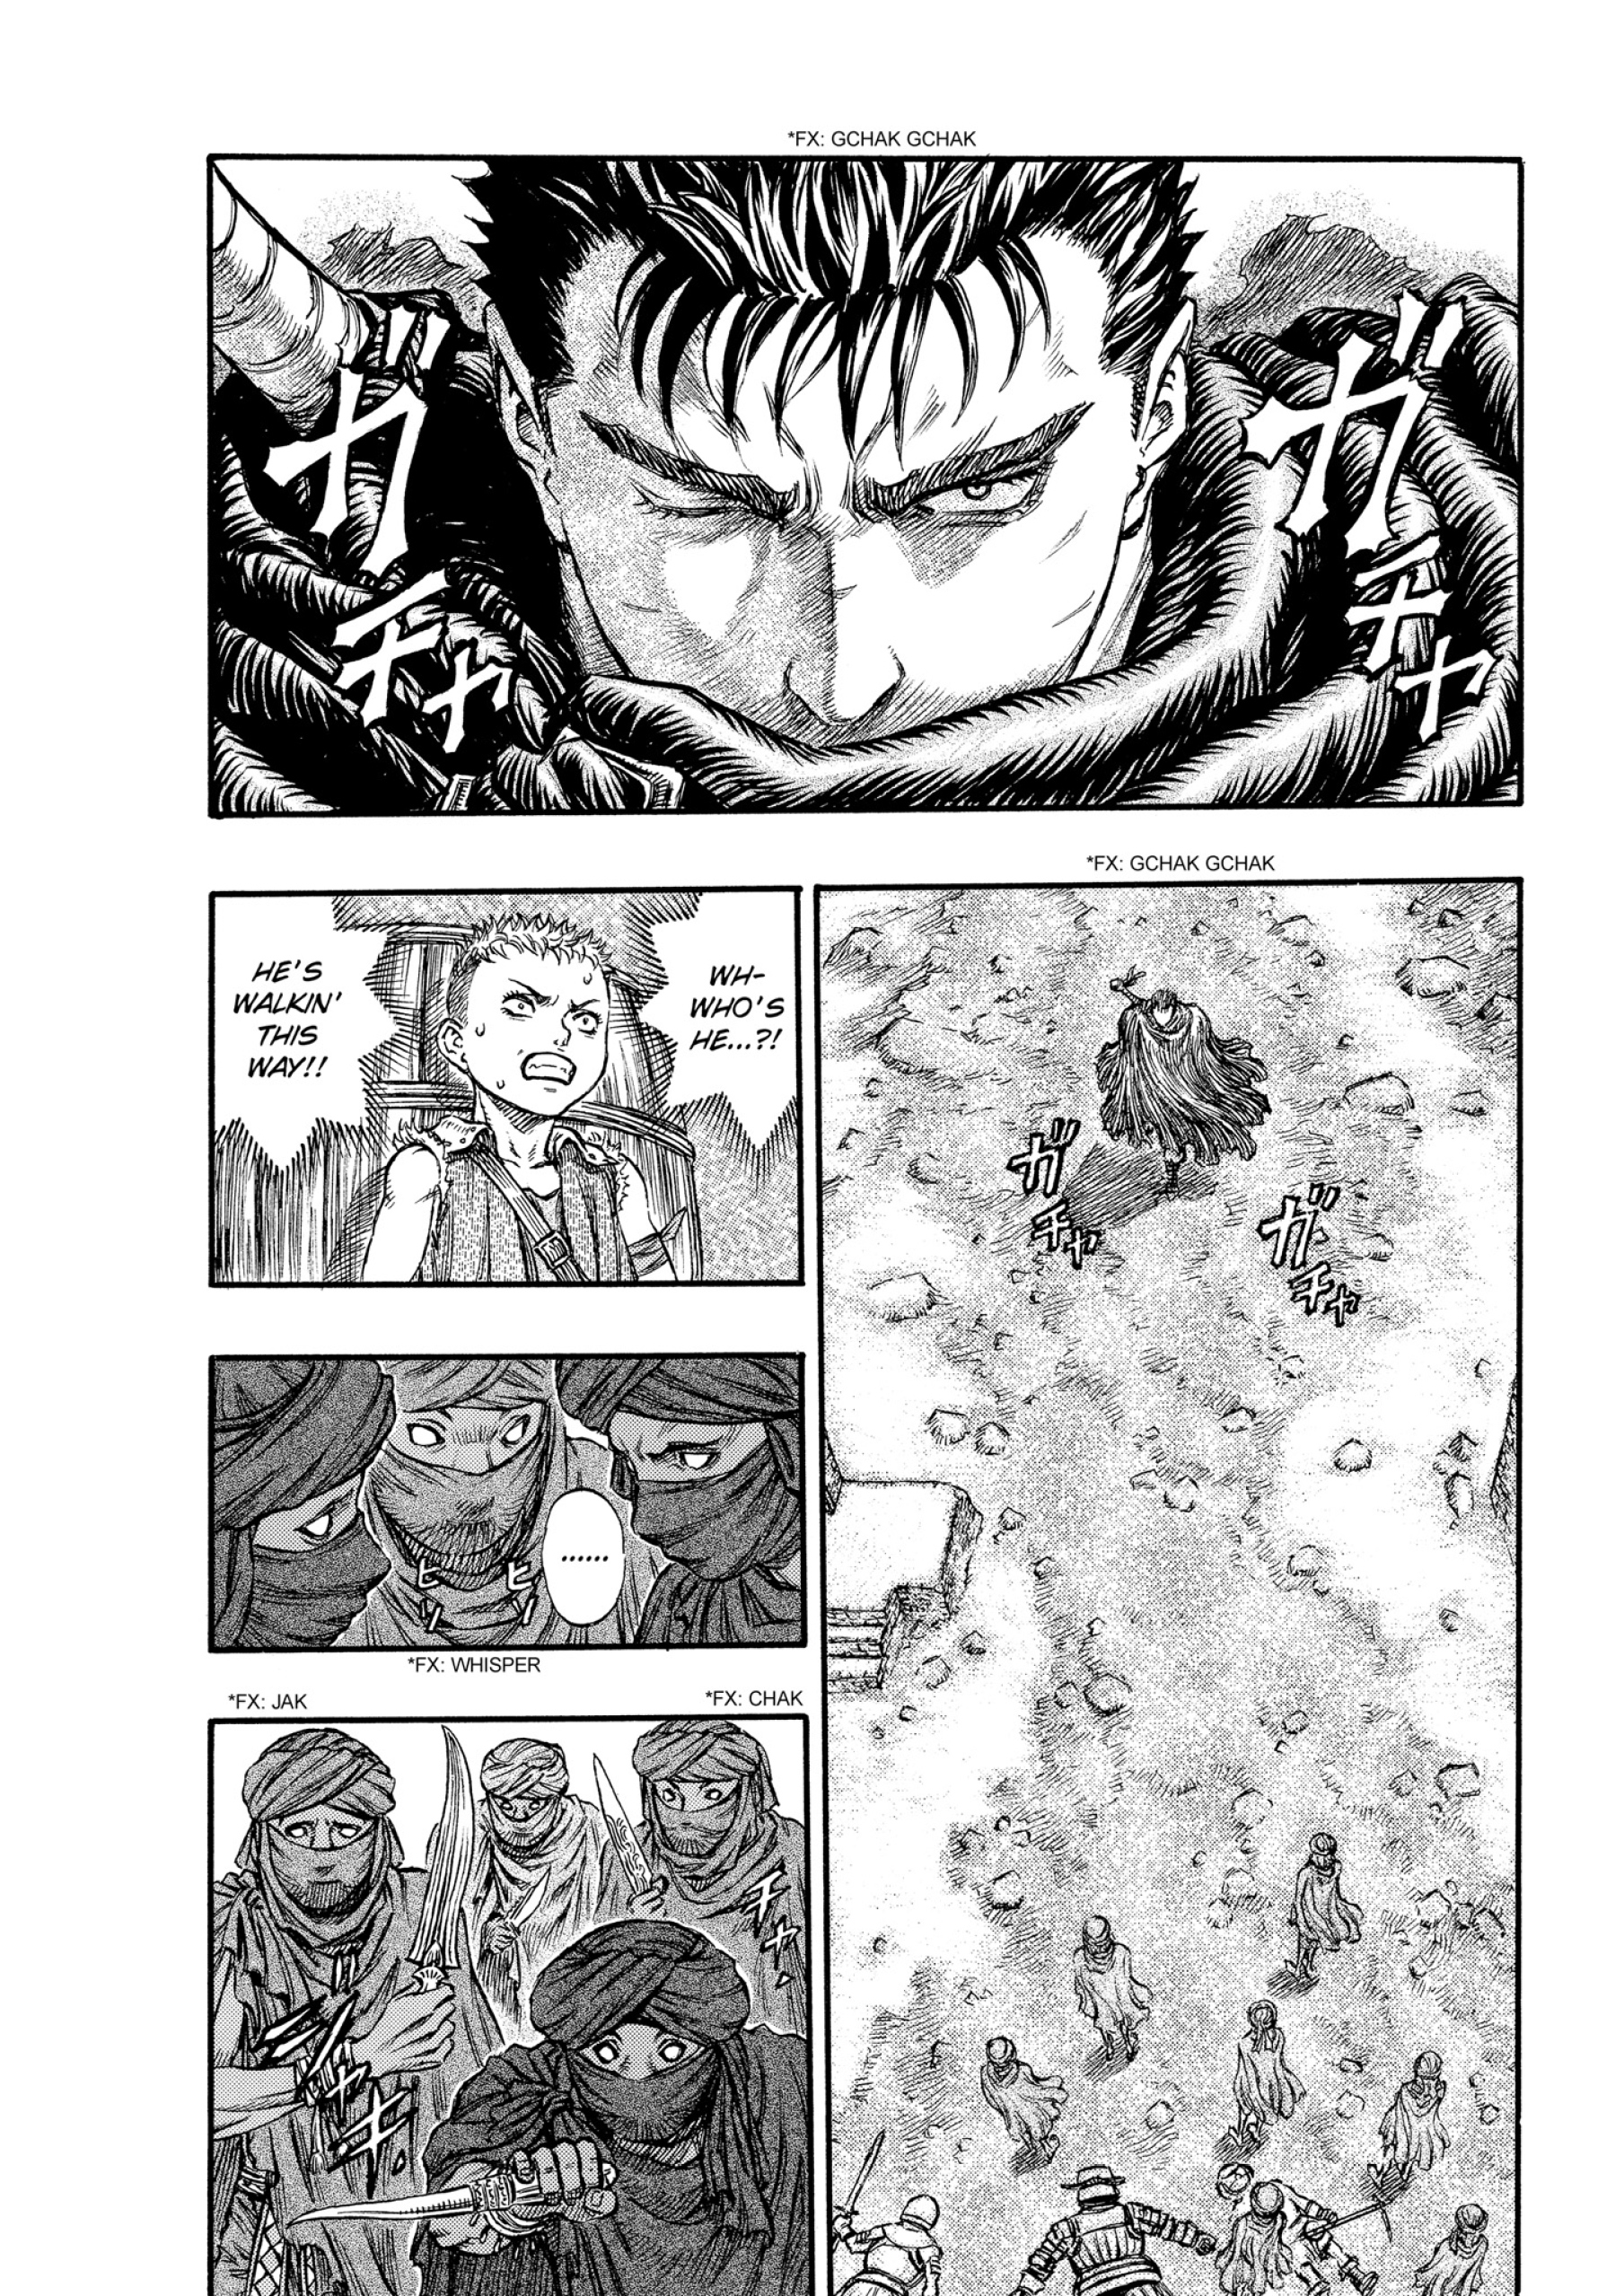 *FX: GCHAK GCHAK
ガチャ
ガチャ
*FX: GCHAK GCHAK
ガチャ
ガチャ
WH-
WHO'S
HE...?!
HE'S
WALKIN'
THIS
WAY!!
......
ヒソ
ヒソ
*FX: WHISPER
*FX: JAK
*FX: CHAK
チャ
ジャキ